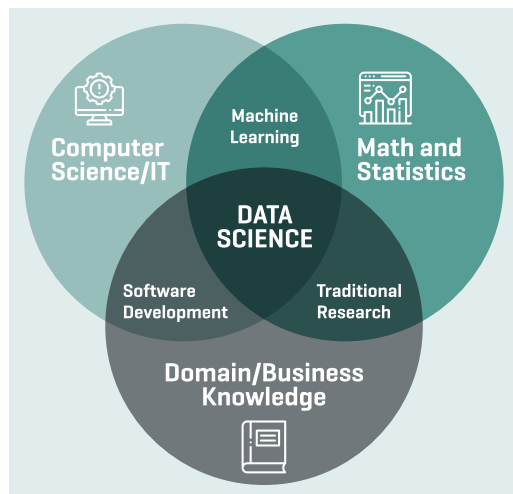 Machine
Learning
Computer
Science/IT
Math and
Statistics
DATA
SCIENCE
Software
Development
Traditional
Research
Domain/Business
Knowledge